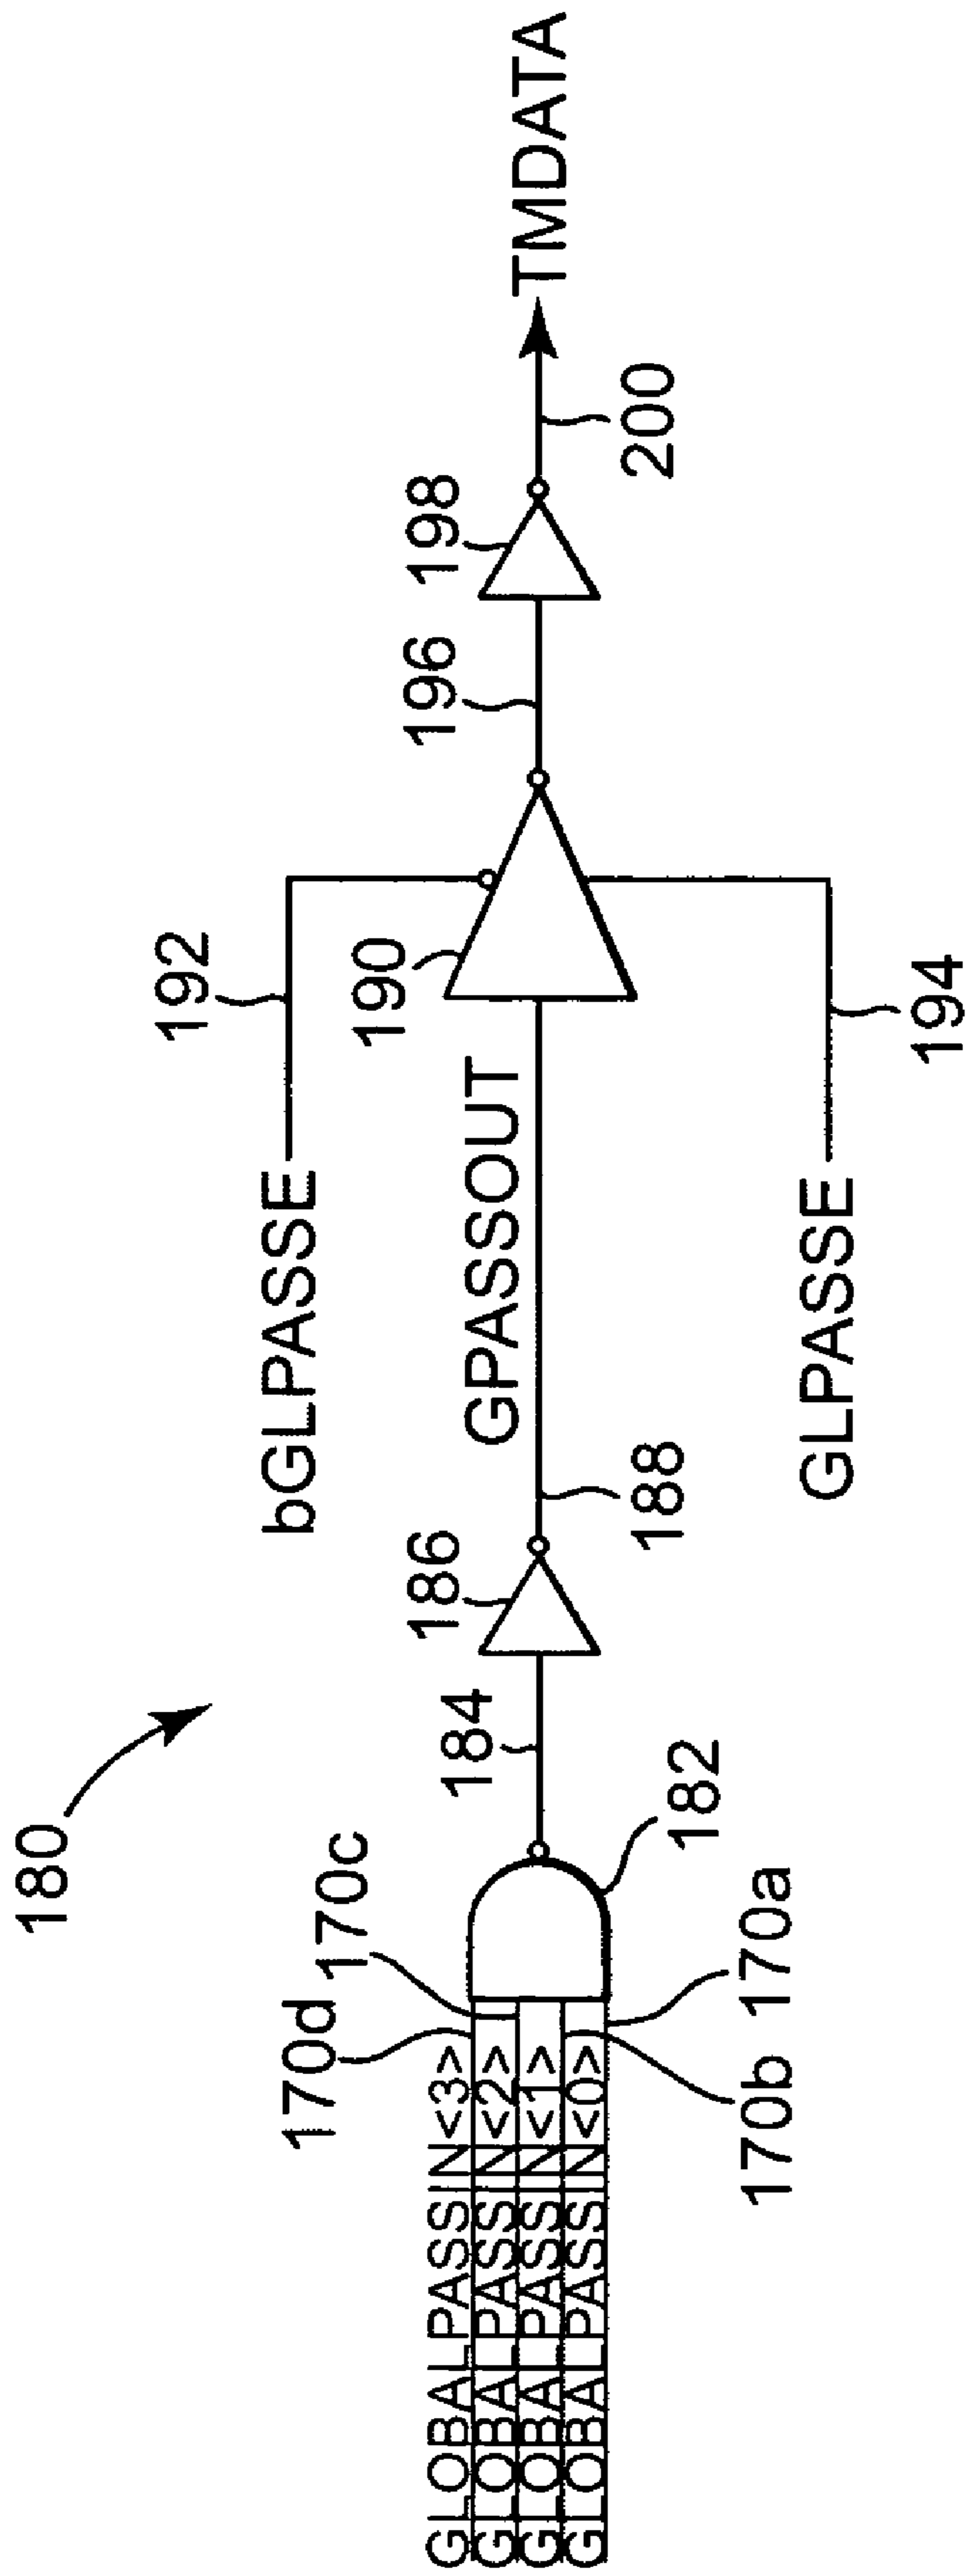 180
GLOBALPASSIN<3>
GLOBALPASSIN<2>
GLOBALPASSIN<1>
GLOBALPASSIN<0>
170d
170c
170b
170a
182
184
186
188
GPASSOUT
bGLPASSE
192
190
GLPASSE
194
196
198
200
TMDATA